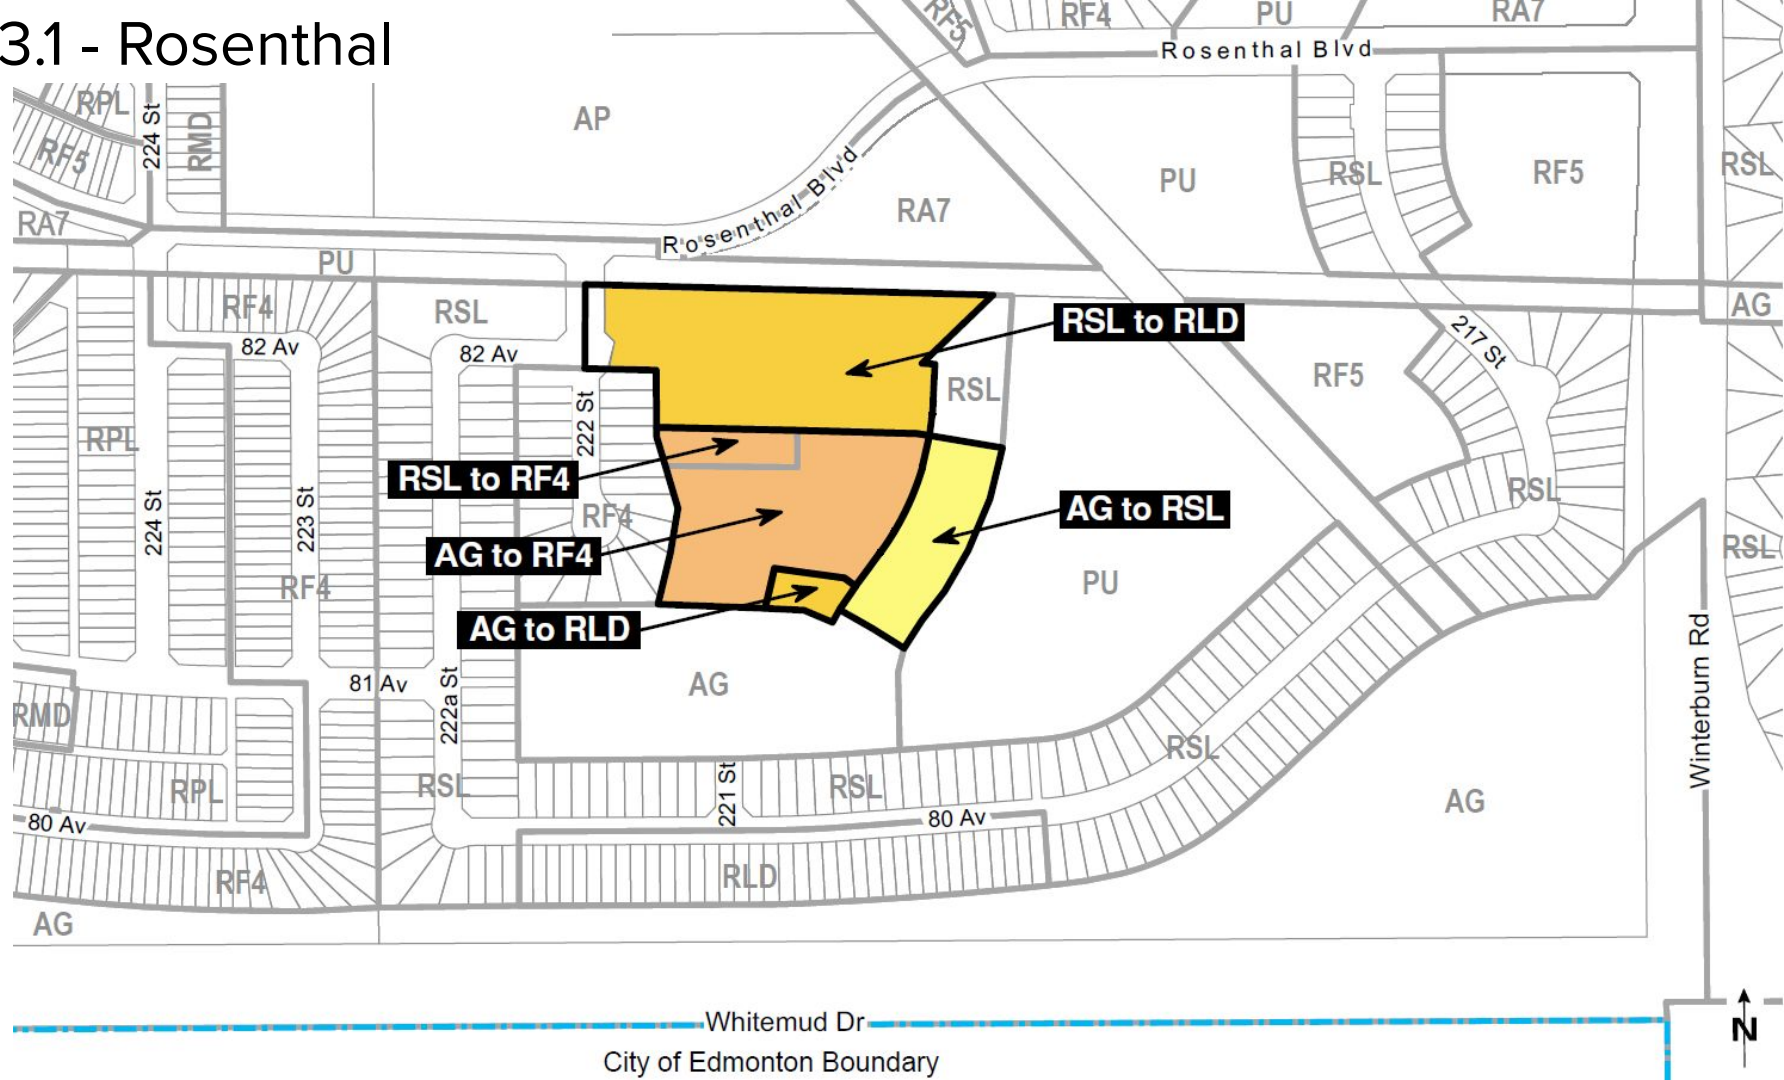 3.1 - Rosenthal
RF5
RF4
PU
RA7
Rosenthal Blvd
RPL
224 St
RMD
AP
RF5
PU
RSL
RF5
RSL
RA7
RA7
Rosenthal Blvd
PU
RF4
RSL
AG
RSL to RLD
217 St
82 Av
82 Av
RF5
RSL
222 St
RPL
RSL to RF4
RSL
AG to RSL
224 St
223 St
RF4
AG to RF4
RSL
RF4
PU
AG to RLD
Winterburn Rd
81 Av
AG
222a St
RMD
RSL
RPL
RSL
221 St
RSL
AG
80 Av
80 Av
RF4
RLD
AG
Whitemud Dr
N
City of Edmonton Boundary